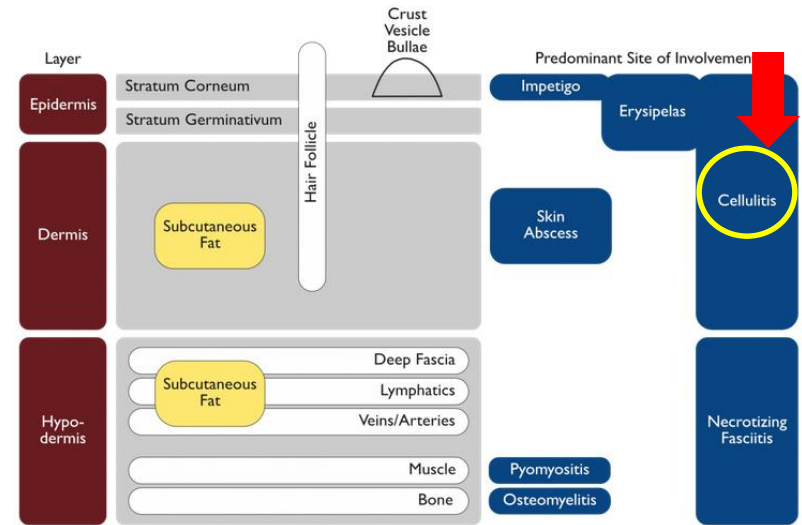 Crust
Vesicle
Bullae
Layer
Predominant Site of Involvemen
Epidermis
Stratum Corneum
Stratum Germinativum
Hair Follicle
Impetigo
Erysipelas
Cellulitis
Dermis
Subcutaneous
Fat
Skin
Abscess
Hypo-
dermis
Subcutaneous
Fat
Deep Fascia
Lymphatics
Veins/Arteries
Muscle
Bone
Pyomyositis
Osteomyelitis
Necrotizing
Fasciitis